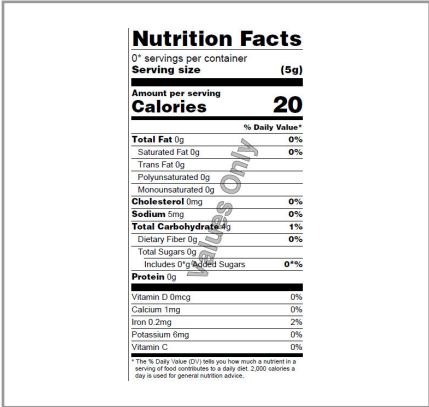 Nutrition Facts
0* servings per container
Serving size (5g)
Amount per serving
Calories 20
% Daily Value*
Total Fat 0g 0%
Saturated Fat 0g 0%
Trans Fat 0g
Polyunsaturated 0g
Monounsaturated 0g
Cholesterol 0mg 0%
Sodium 5mg 0%
Total Carbohydrate 4g 1%
Dietary Fiber 0g 0%
Total Sugars 0g
Includes 0*g Added Sugars 0*%
Protein 0g
Values Only
Vitamin D 0mcg 0%
Calcium 1mg 0%
Iron 0.2mg 2%
Potassium 6mg 0%
Vitamin C 0%
* The % Daily Value (DV) tells you how much a nutrient in a
serving of food contributes to a daily diet. 2,000 calories a
day is used for general nutrition advice.